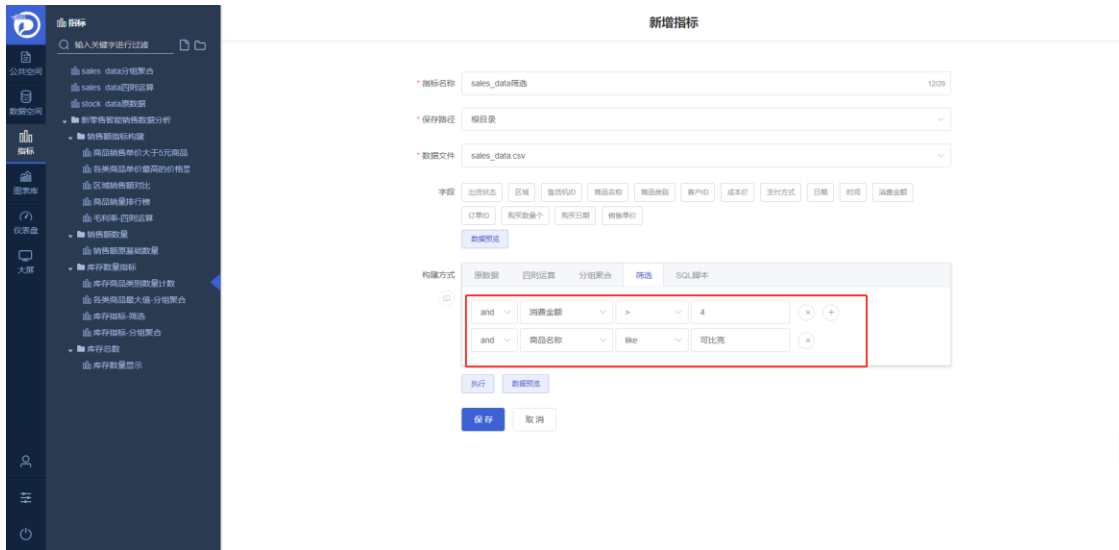 指标
新增指标
输入关键字进行过滤
公共空间
数据空间
指标
图表库
仪表盘
大屏
sales_data分组聚合
sales_data四则运算
stock_data原数据
新零售智能销售数据分析
销售额指标构建
商品销售单价大于5元商品
各类商品单价最高的价格是
区域销售额对比
商品销量排行榜
毛利率-四则运算
销售额数量
销售额原基础数量
库存数量指标
库存商品类别数量计数
各类商品最大值-分组聚合
库存指标-筛选
库存指标-分组聚合
库存总数
库存数量显示
* 指标名称 sales_data筛选 12/20
* 保存路径 根目录
* 数据文件 sales_data.csv
字段 出货状态 区域 售货机ID 商品名称 商品类别 客户ID 成本价 支付方式 日期 时间 消费金额
订单ID 购买数量个 购买日期 销售单价
数据预览
构建方式 原数据 四则运算 分组聚合 筛选 SQL脚本
and 消费金额 > 4
and 商品名称 like 可比克
执行 数据预览
保存 取消